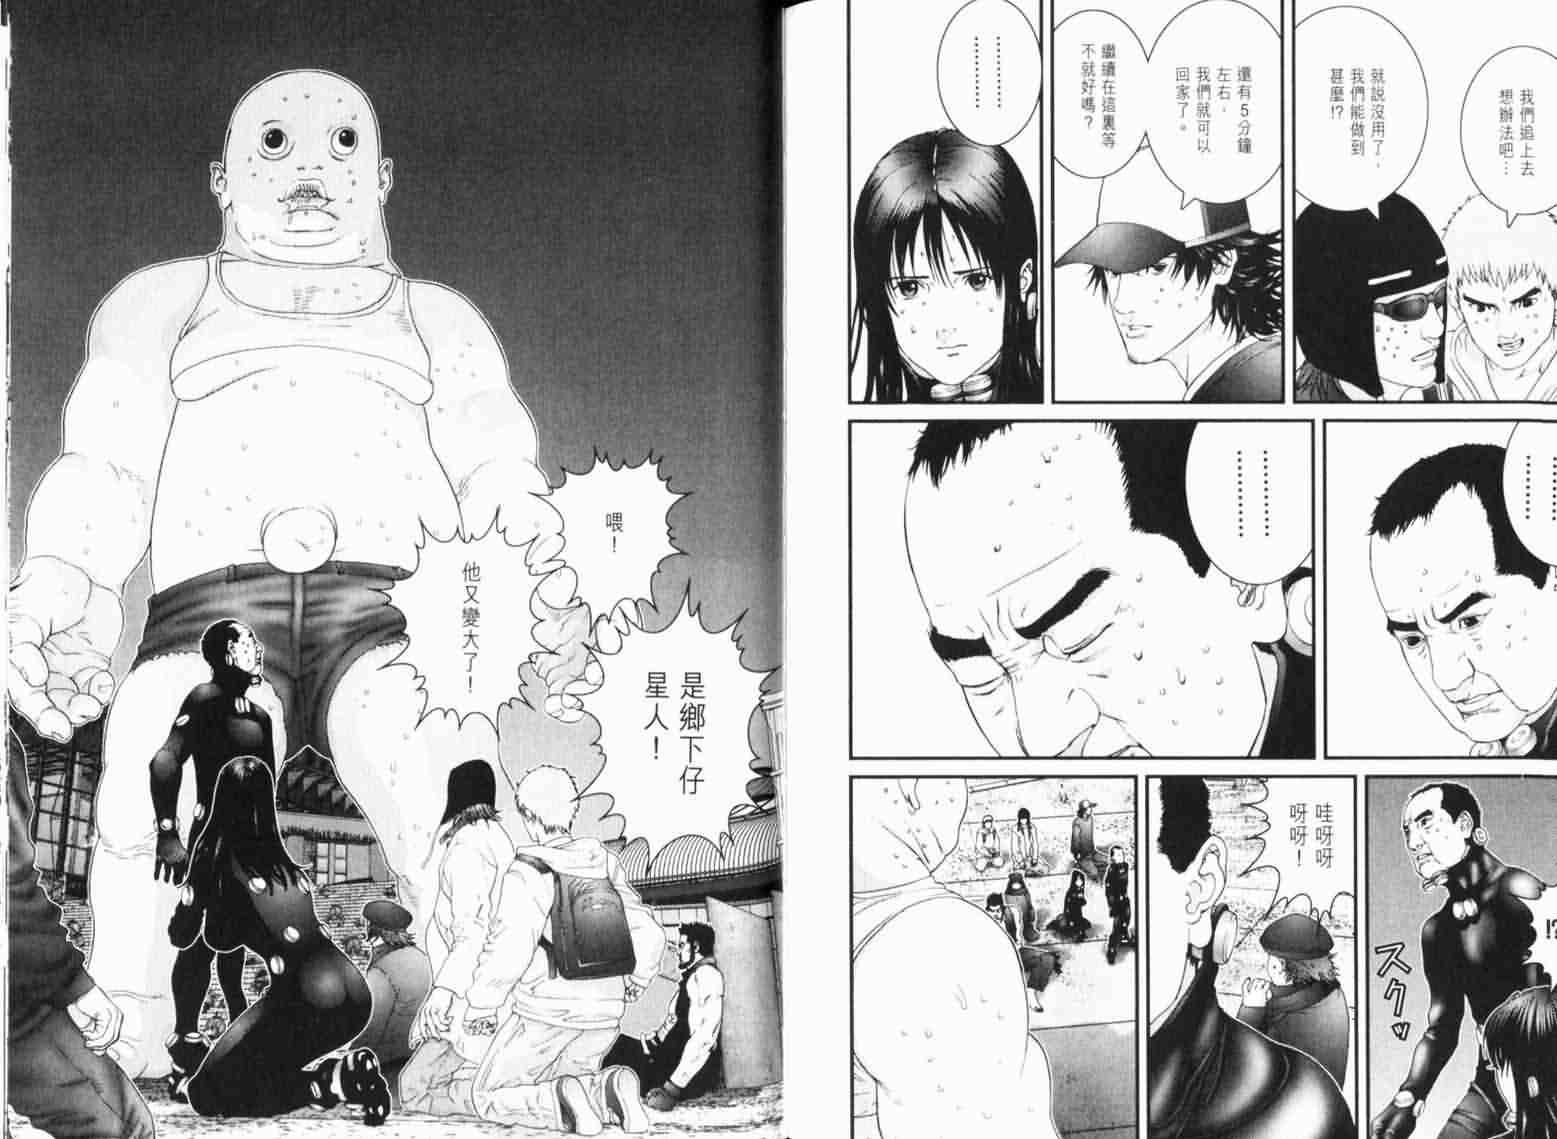 我們追上去
想辦法吧…
就說沒用了，
我們能做到
甚麼!?
還有5分鐘
左右，
我們就可以
回家了。
繼續在這裏等
不就好嗎？
…………
…………
…………
…………
…………
…………
!?
スクッ
哇呀呀
呀呀！
喂！
他又變大了！
是鄉下仔
星人！